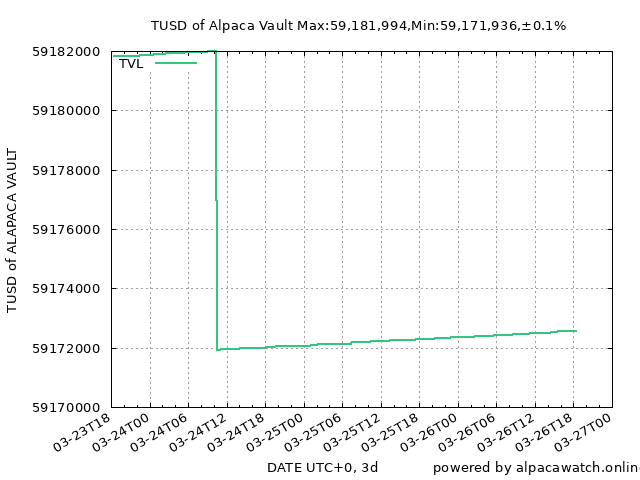 TUSD of Alpaca Vault Max:59,181,994,Min:59,171,936,±0.1%
TUSD of ALAPACA VAULT
TVL
59182000
59180000
59178000
59176000
59174000
59172000
59170000
03-23T18
03-24T00
03-24T06
03-24T12
03-24T18
03-25T00
03-25T06
03-25T12
03-25T18
03-26T00
03-26T06
03-26T12
03-26T18
03-27T00
DATE UTC+0, 3d
powered by alpacawatch.onlin